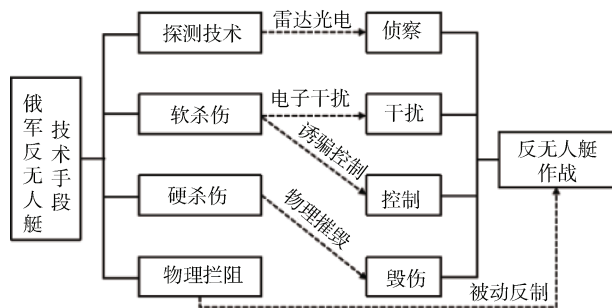 俄军反无人艇
技术手段
探测技术
雷达光电
侦察
软杀伤
电子干扰
干扰
诱骗控制
硬杀伤
物理摧毁
控制
物理拦阻
毁伤
被动反制
反无人艇
作战